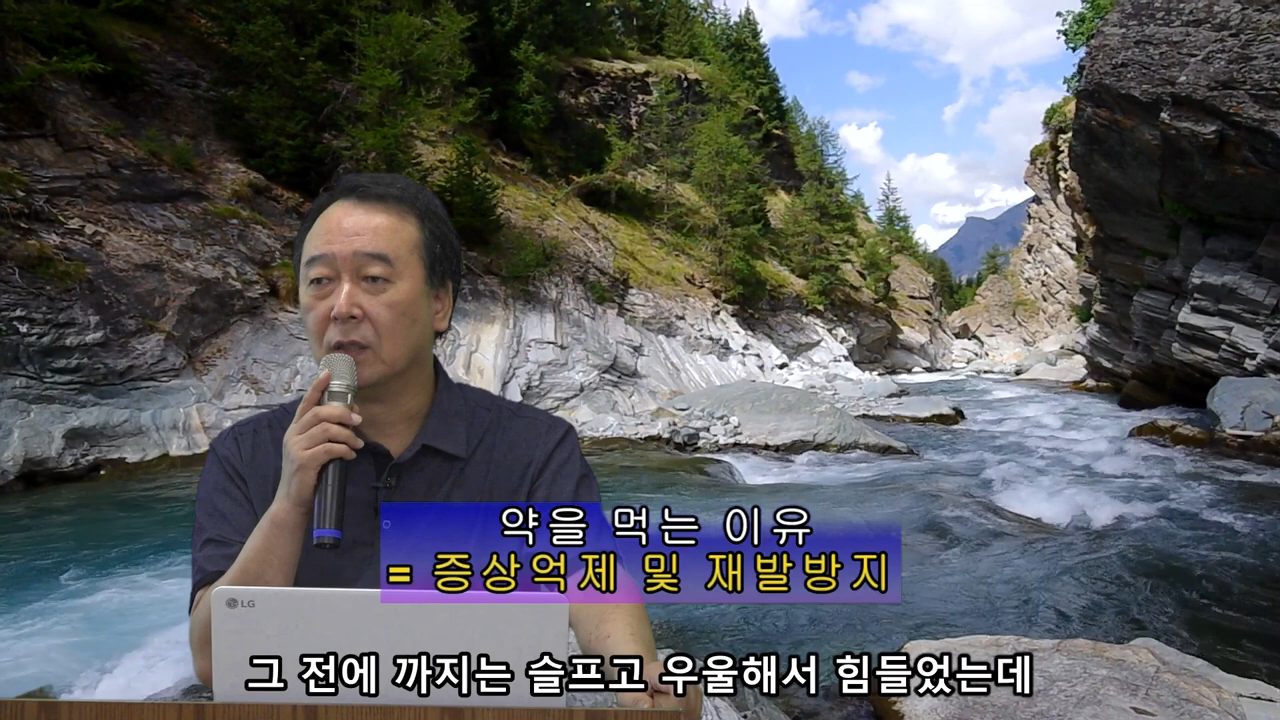 약을 먹는 이유
= 증상억제 및 재발방지
LG
그 전에 까지는 슬프고 우울해서 힘들었는데